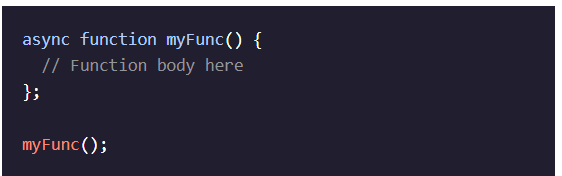 async function myFunc() {
  // Function body here
};
myFunc();